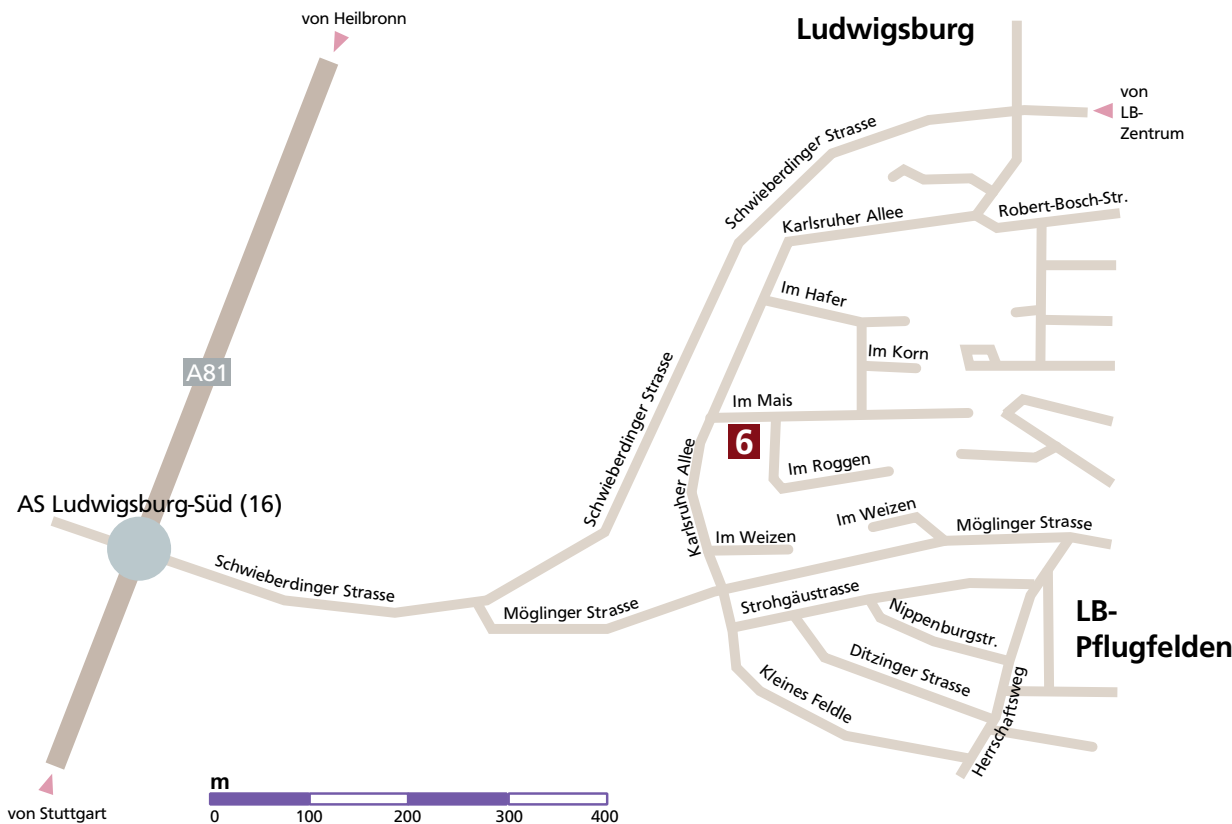 von Heilbronn
Ludwigsburg
von
LB-
Zentrum
Schwieberdinger Strasse
Karlsruher Allee
Robert-Bosch-Str.
Im Hafer
Im Korn
A81
Schwieberdinger Strasse
Im Mais
6
Karlsruher Allee
Im Roggen
AS Ludwigsburg-Süd (16)
Im Weizen
Möglinger Strasse
Im Weizen
Schwieberdinger Strasse
Möglinger Strasse
Strohgäustrasse
Nippenburgstr.
LB-
Pflugfelden
Ditzinger Strasse
Kleines Feldle
Herrschaftsweg
von Stuttgart
m
0 100 200 300 400